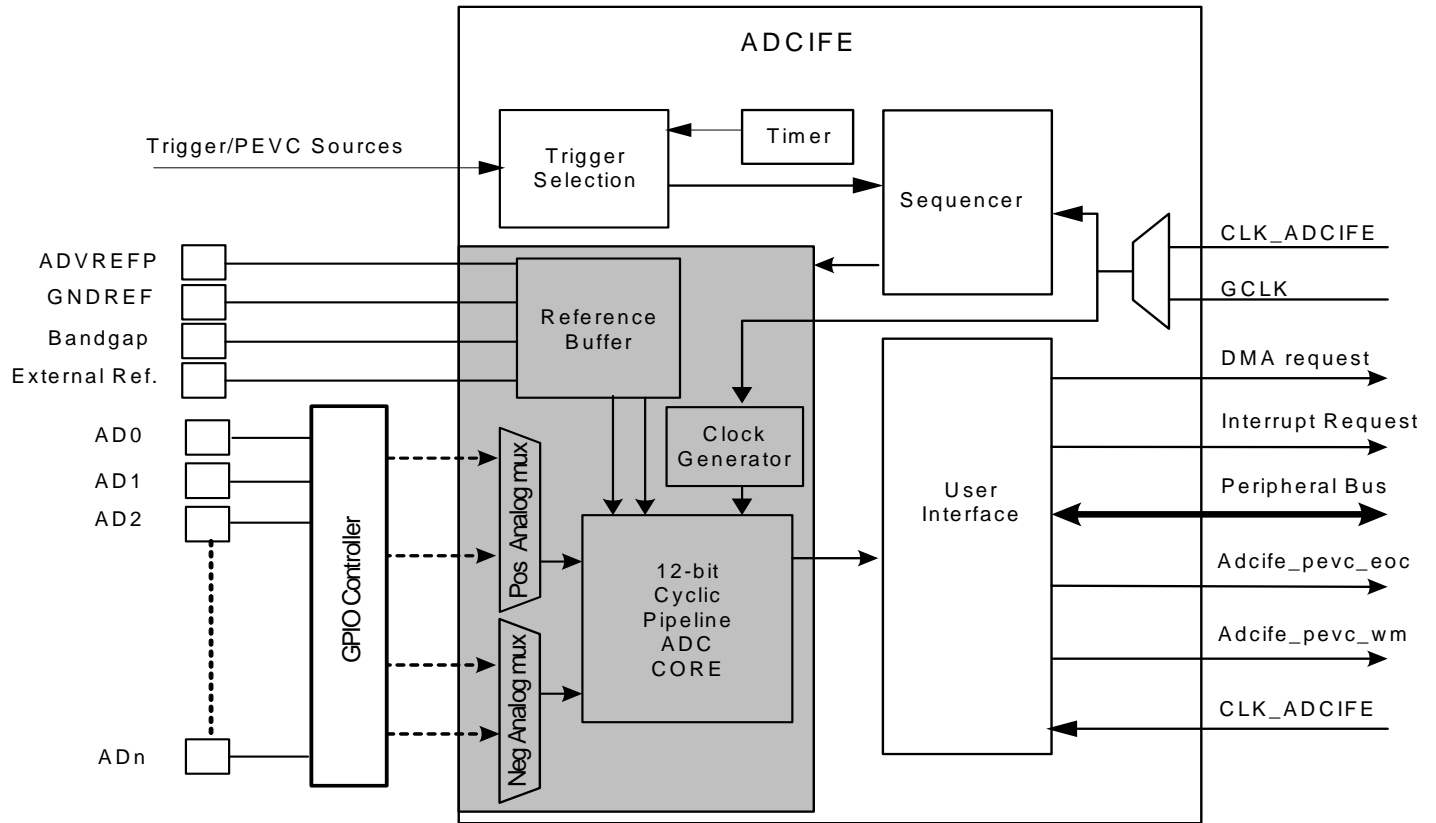 ADCIFE
Trigger/PEVC Sources
Trigger
Selection
Timer
Sequencer
CLK_ADCIFE
GCLK
ADVREFP
GNDREF
Bandgap
External Ref.
Reference
Buffer
AD0
AD1
AD2
ADn
GPIO Controller
Pos Analog mux
Neg Analog mux
Clock
Generator
12-bit
Cyclic
Pipeline
ADC
CORE
User
Interface
DMA request
Interrupt Request
Peripheral Bus
Adcife_pevc_eoc
Adcife_pevc_wm
CLK_ADCIFE